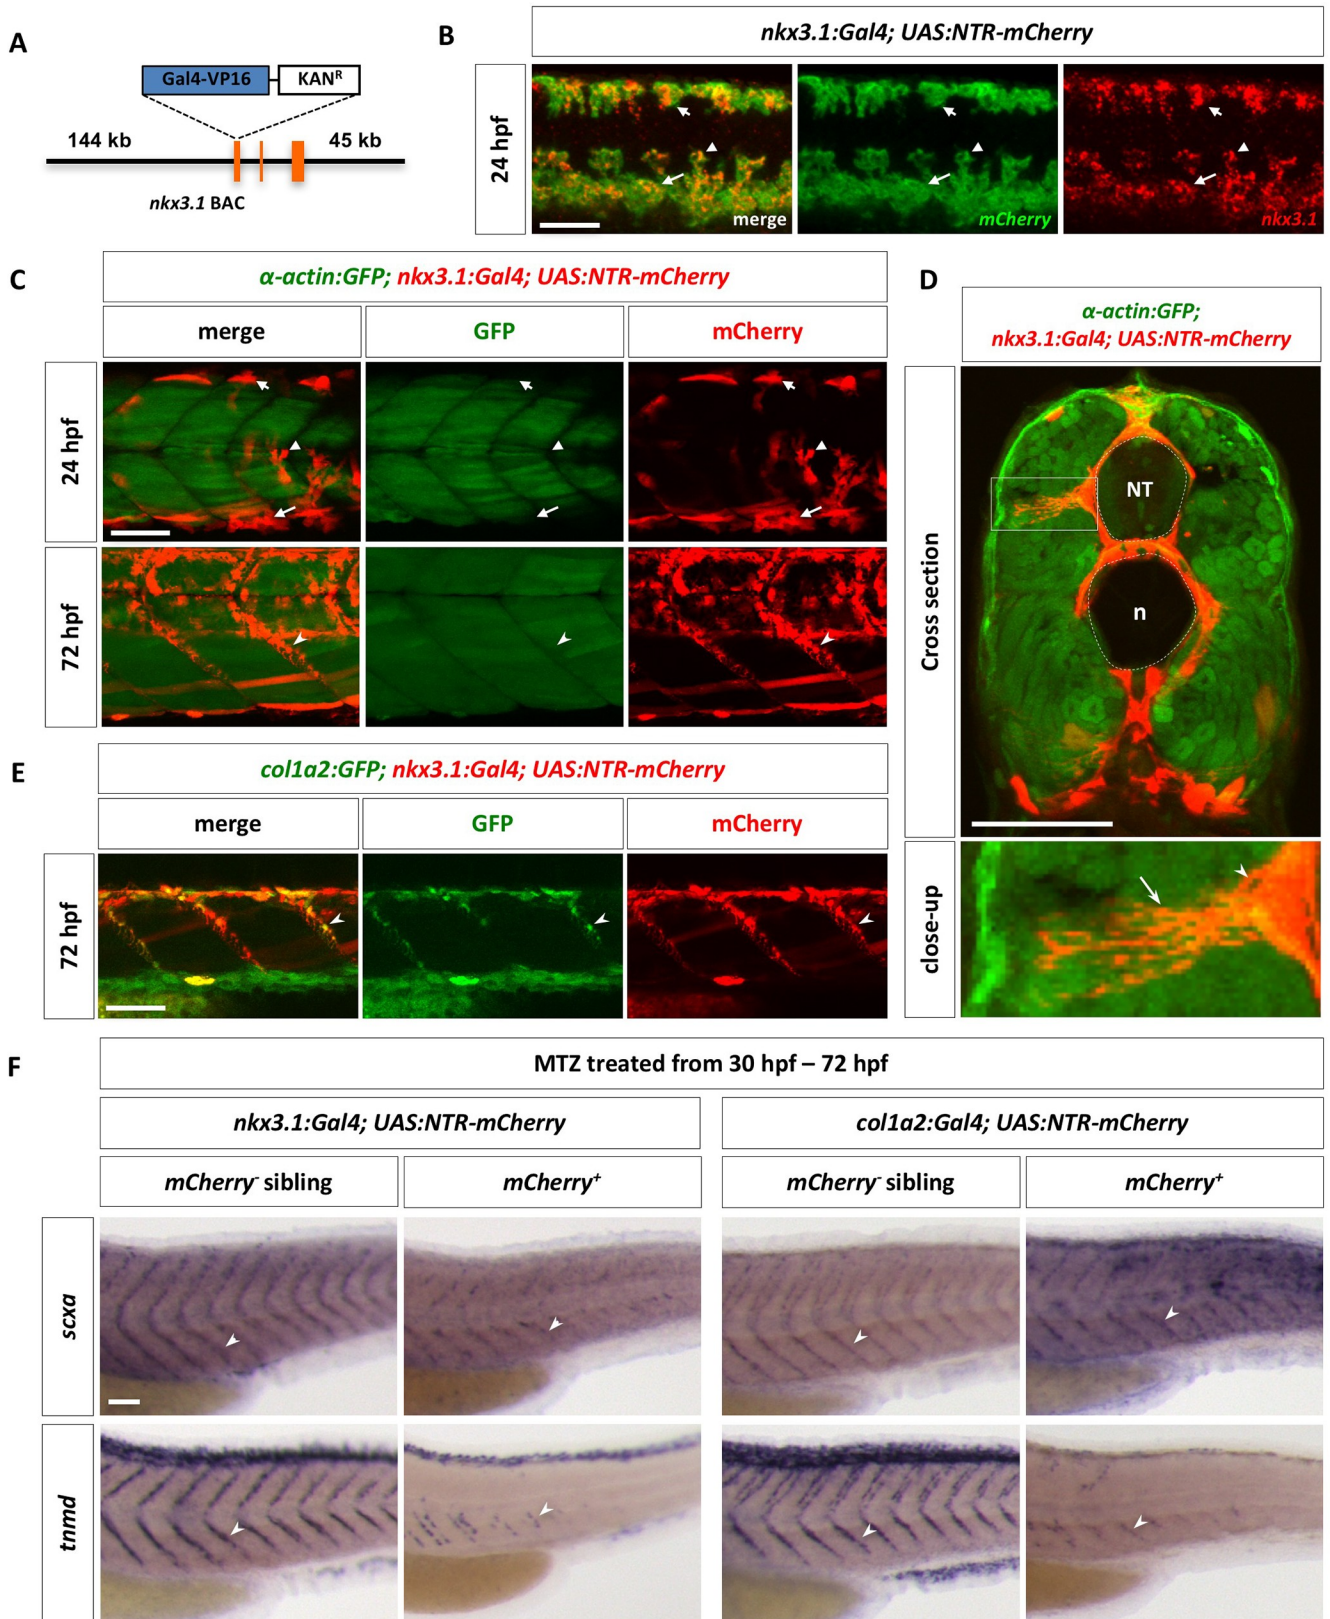 A
Gal4-VP16
KANᴿ
144 kb
45 kb
nkx3.1 BAC
B
nkx3.1:Gal4; UAS:NTR-mCherry
24 hpf
merge
mCherry
nkx3.1
C
α-actin:GFP; nkx3.1:Gal4; UAS:NTR-mCherry
merge
GFP
mCherry
24 hpf
72 hpf
D
α-actin:GFP;
nkx3.1:Gal4; UAS:NTR-mCherry
Cross section
NT
n
close-up
E
col1a2:GFP; nkx3.1:Gal4; UAS:NTR-mCherry
merge
GFP
mCherry
72 hpf
F
MTZ treated from 30 hpf – 72 hpf
nkx3.1:Gal4; UAS:NTR-mCherry
col1a2:Gal4; UAS:NTR-mCherry
mCherry⁻ sibling
mCherry⁺
mCherry⁻ sibling
mCherry⁺
scxa
tnmd